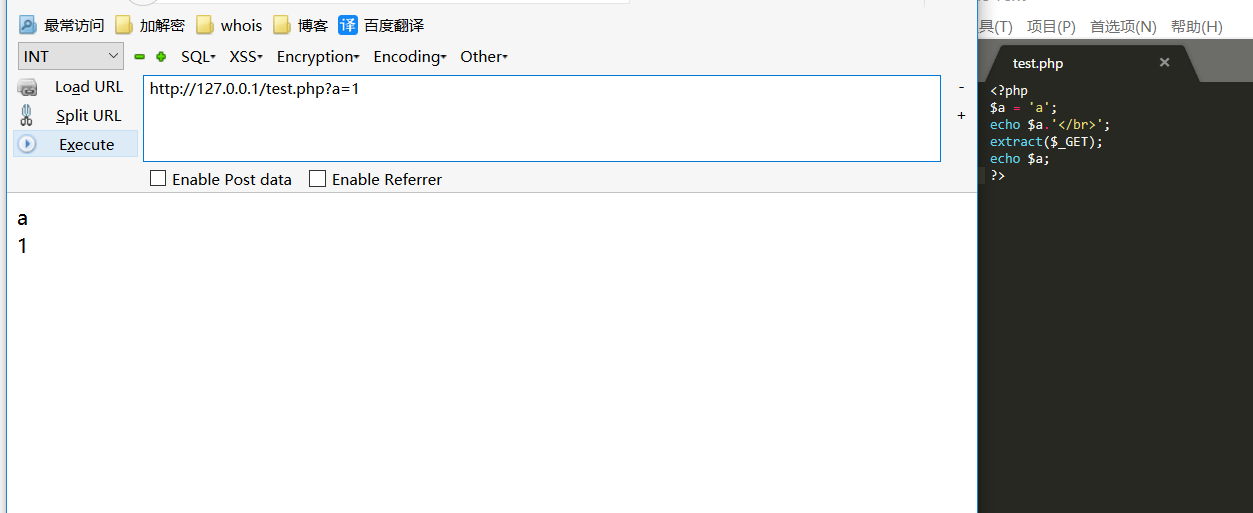 最常访问 加解密 whois 博客 译 百度翻译
INT SQL XSS Encryption Encoding Other
Load URL
Split URL
Execute
http://127.0.0.1/test.php?a=1
-
+
Enable Post data Enable Referrer
a
1
具(T) 项目(P) 首选项(N) 帮助(H)
test.php ×
<?php
$a = 'a';
echo $a.'</br>';
extract($_GET);
echo $a;
?>